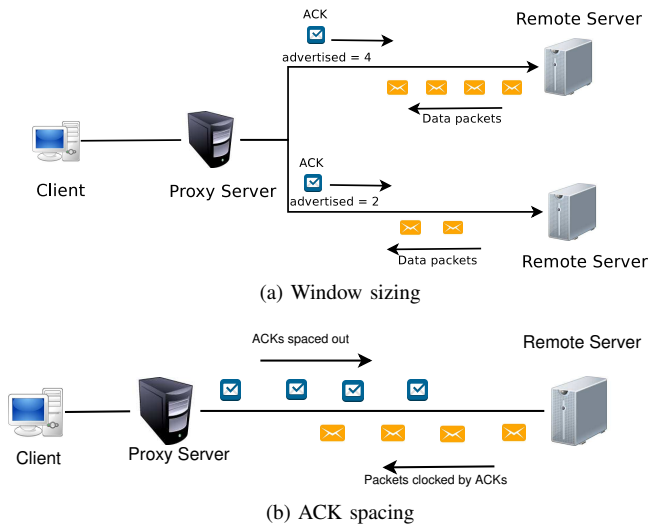 ACK
Remote Server
advertised = 4
Data packets
Client
Proxy Server
ACK
advertised = 2
Data packets
Remote Server
(a) Window sizing
ACKs spaced out
Remote Server
Client
Proxy Server
Packets clocked by ACKs
(b) ACK spacing